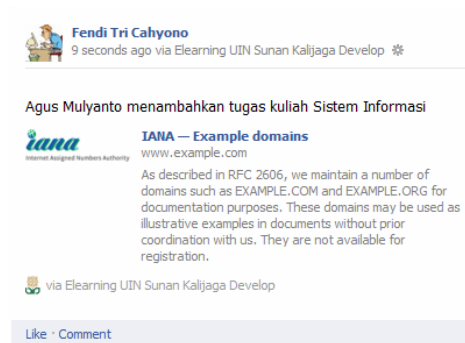 Fendi Tri Cahyono
9 seconds ago via Elearning UIN Sunan Kalijaga Develop
Agus Mulyanto menambahkan tugas kuliah Sistem Informasi
iana
Internet Assigned Numbers Authority
IANA — Example domains
www.example.com
As described in RFC 2606, we maintain a number of
domains such as EXAMPLE.COM and EXAMPLE.ORG for
documentation purposes. These domains may be used as
illustrative examples in documents without prior
coordination with us. They are not available for
registration.
via Elearning UIN Sunan Kalijaga Develop
Like · Comment